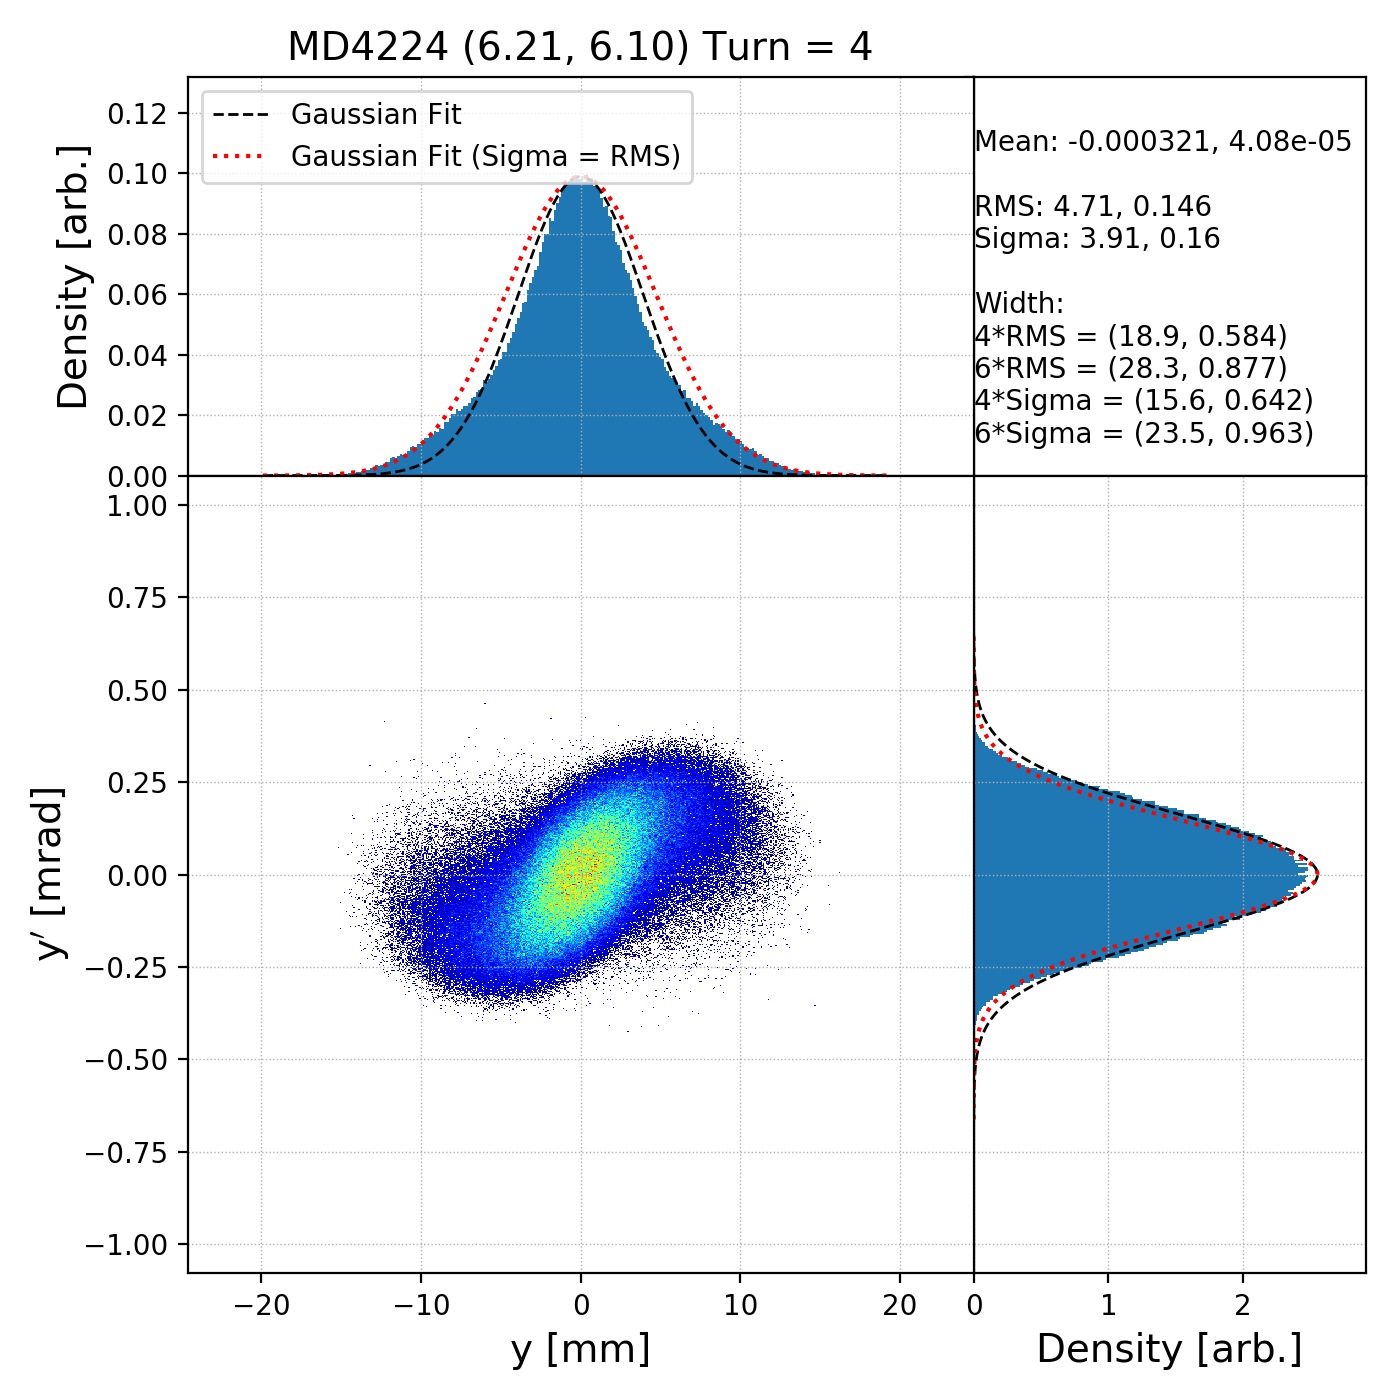 MD4224 (6.21, 6.10) Turn = 4
Gaussian Fit
Gaussian Fit (Sigma = RMS)
Density [arb.]
0.12
0.10
0.08
0.06
0.04
0.02
0.00
Mean: -0.000321, 4.08e-05
RMS: 4.71, 0.146
Sigma: 3.91, 0.16
Width:
4*RMS = (18.9, 0.584)
6*RMS = (28.3, 0.877)
4*Sigma = (15.6, 0.642)
6*Sigma = (23.5, 0.963)
y′ [mrad]
1.00
0.75
0.50
0.25
0.00
−0.25
−0.50
−0.75
−1.00
−20
−10
0
10
20
y [mm]
0
1
2
Density [arb.]